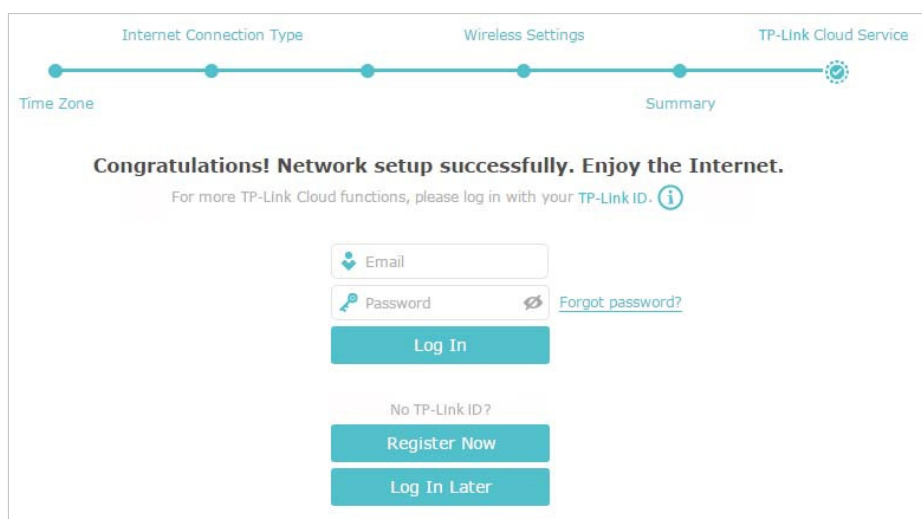 Internet Connection Type Wireless Settings TP-Link Cloud Service
Time Zone Summary
Congratulations! Network setup successfully. Enjoy the Internet.
For more TP-Link Cloud functions, please log in with your TP-Link ID.
Email
Password Forgot password?
Log In
No TP-Link ID?
Register Now
Log In Later